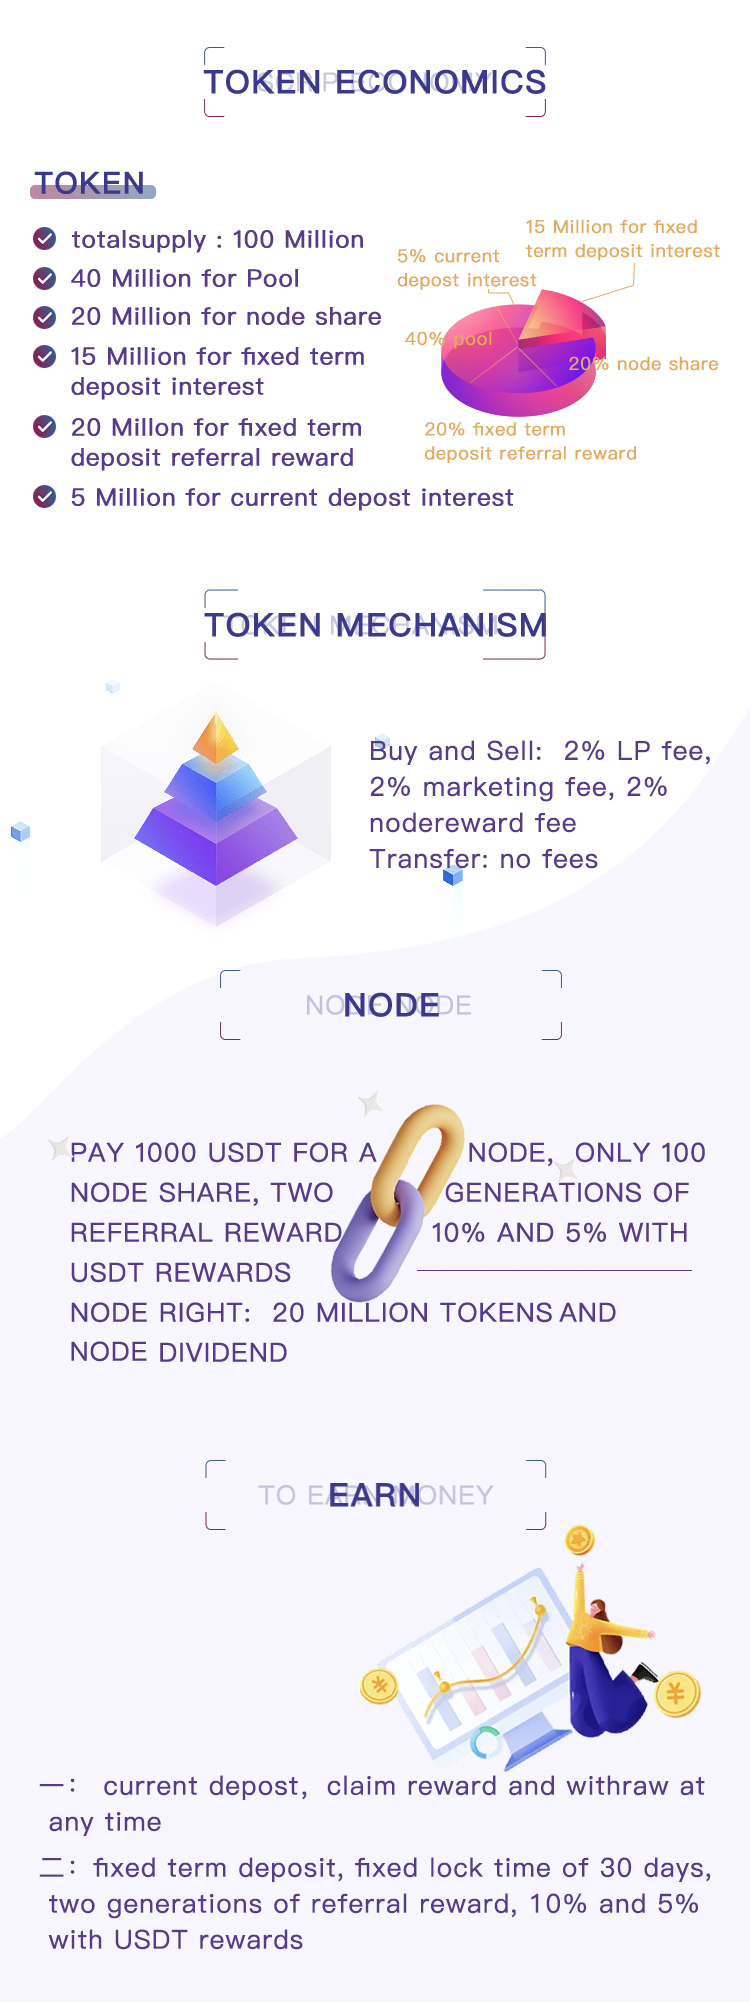 TOKEN ECONOMICS
TOKEN
totalsupply : 100 Million
40 Million for Pool
20 Million for node share
15 Million for fixed term
deposit interest
20 Millon for fixed term
deposit referral reward
5 Million for current depost interest
15 Million for fixed
term deposit interest
5% current
depost interest
40% pool
20% node share
20% fixed term
deposit referral reward
TOKEN MECHANISM
TOKEN MECHANISM
Buy and Sell: 2% LP fee,
2% marketing fee, 2%
nodereward fee
Transfer: no fees
NODE NODE
NODE
PAY 1000 USDT FOR A NODE, ONLY 100
NODE SHARE, TWO GENERATIONS OF
REFERRAL REWARD 10% AND 5% WITH
USDT REWARDS
NODE RIGHT: 20 MILLION TOKENS AND
NODE DIVIDEND
TO EARN MONEY
EARN
一： current depost, claim reward and withraw at
any time
二：fixed term deposit, fixed lock time of 30 days,
two generations of referral reward, 10% and 5%
with USDT rewards